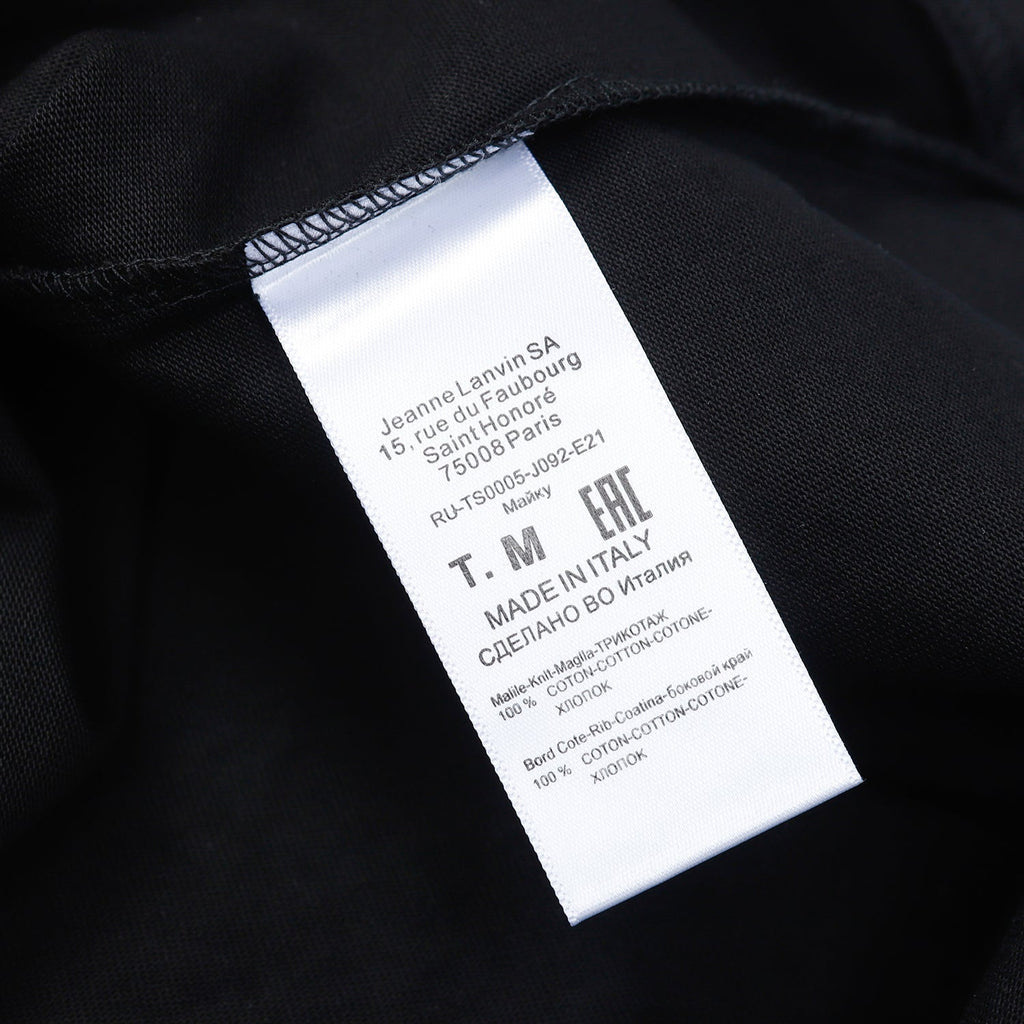 Jeanne Lanvin SA
15, rue du Faubourg
Saint Honoré
75008 Paris
RU-TS0005-J092-E21
Майку
T. M EAC
MADE IN ITALY
СДЕЛАНО ВО Италия
Malile-Knit-Maglia-ТРИКОТАЖ
100 % COTON-COTTON-COTONE-
ХЛОПОК
Bord Cote-Rib-Coatina-боковой край
100 % COTON-COTTON-COTONE-
ХЛОПОК